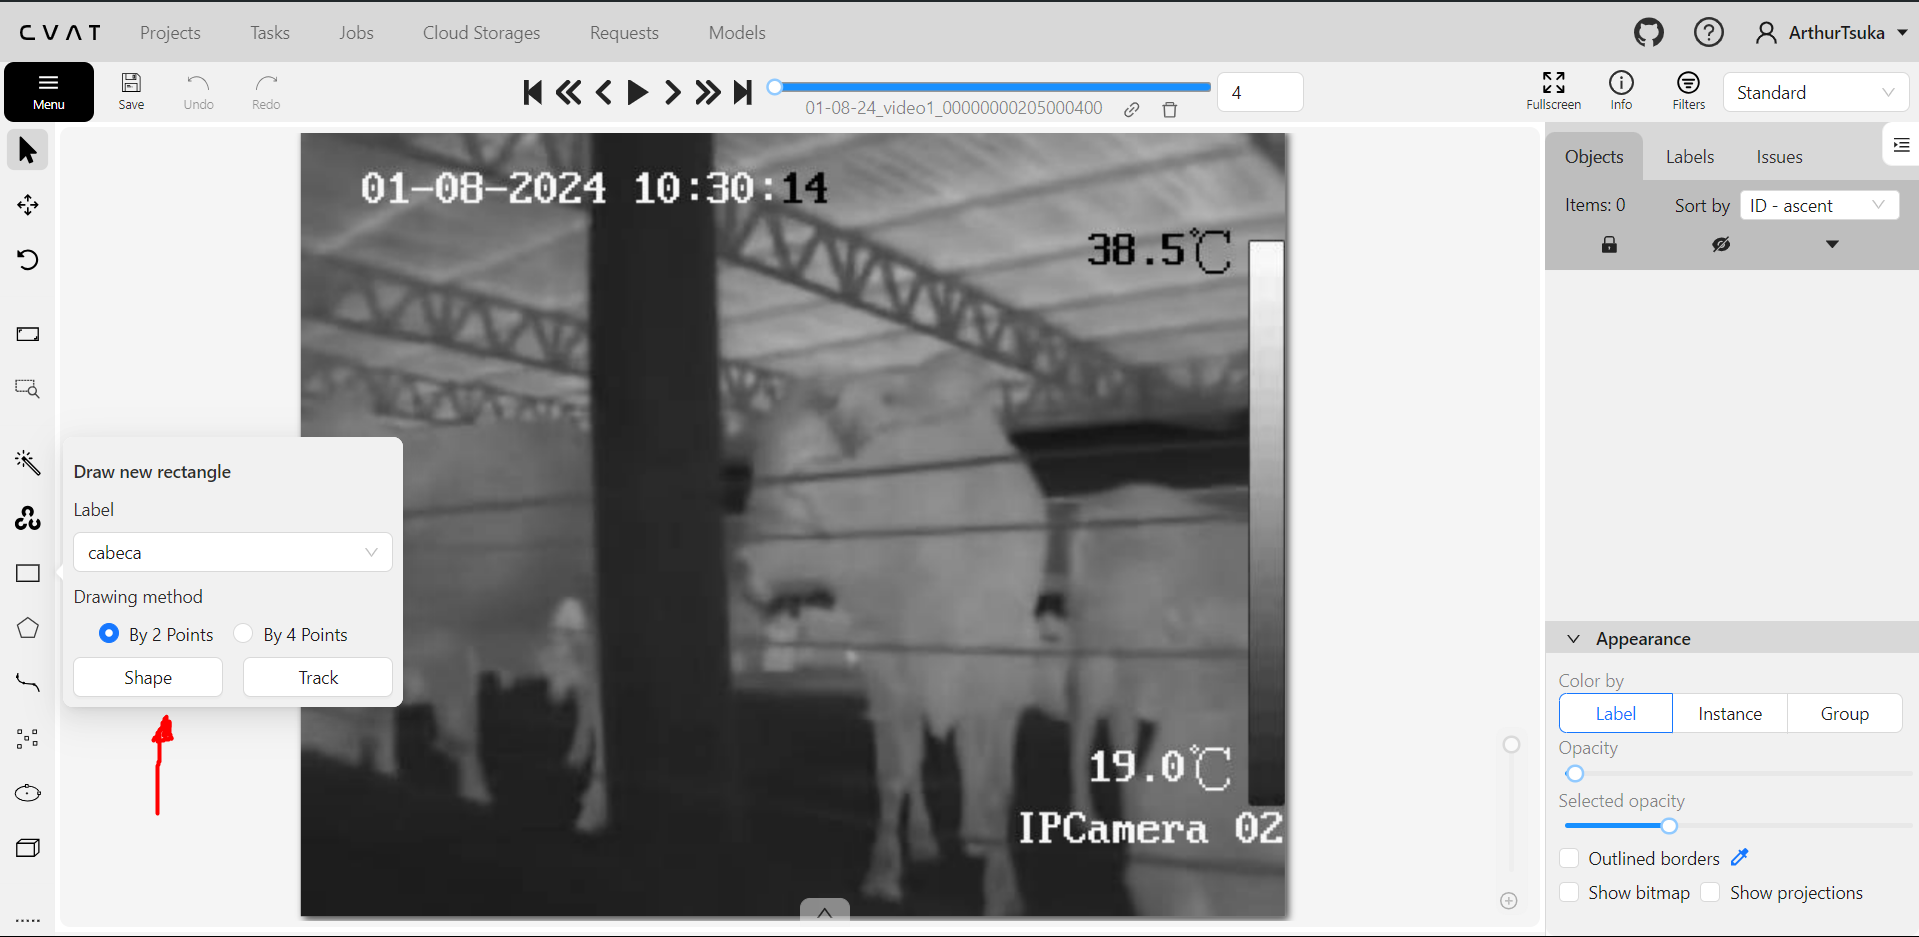 CVAT Projects Tasks Jobs Cloud Storages Requests Models ArthurTsuka
Menu Save Undo Redo 4 Fullscreen Info Filters Standard
01-08-24_video1_00000000205000400
Objects Labels Issues
Items: 0 Sort by ID - ascent
01-08-2024 10:30:14
38.5℃
Draw new rectangle
Label
cabeca
Drawing method
By 2 Points By 4 Points
Shape Track
19.0℃
IPCamera 02
Appearance
Color by
Label Instance Group
Opacity
Selected opacity
Outlined borders
Show bitmap Show projections